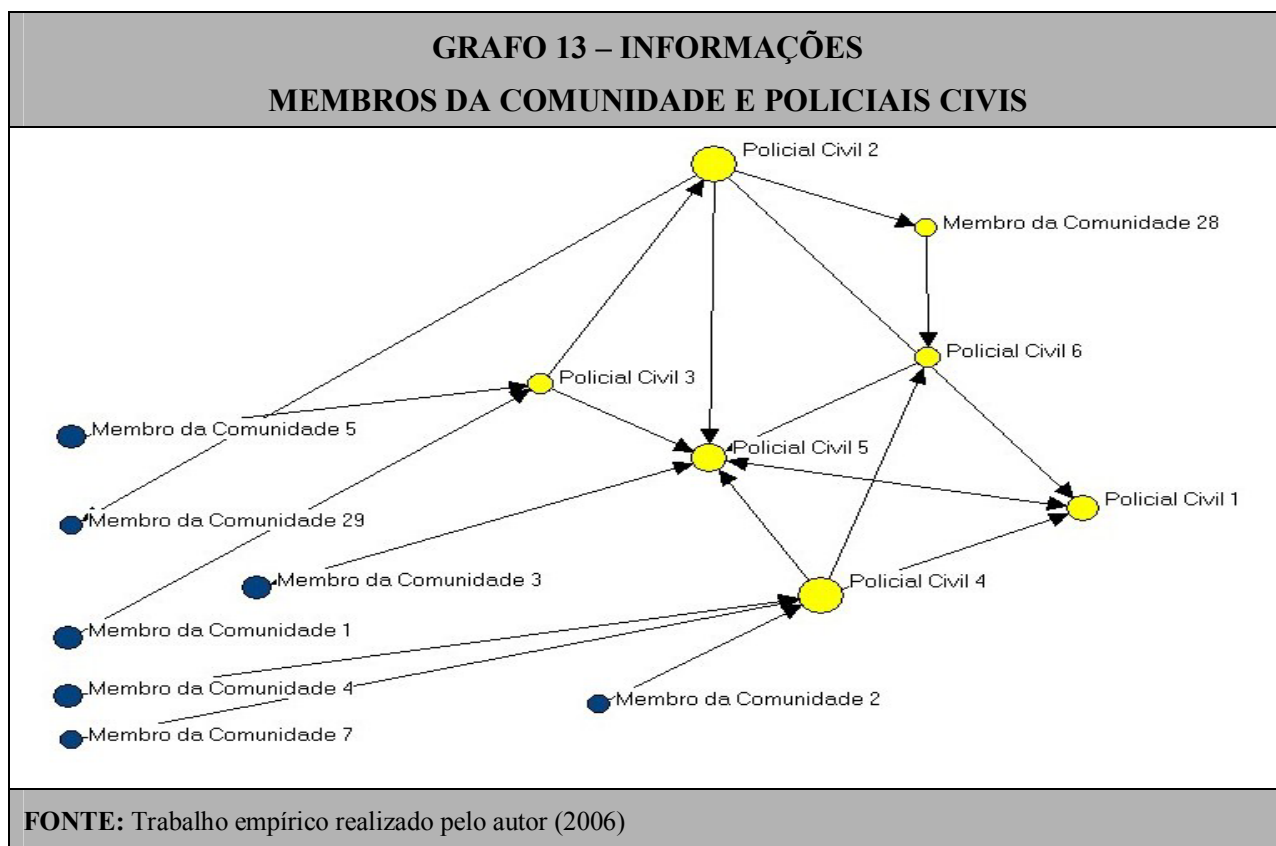 GRAFO 13 – INFORMAÇÕES
MEMBROS DA COMUNIDADE E POLICIAIS CIVIS
Policial Civil 2
Membro da Comunidade 28
Policial Civil 6
Policial Civil 3
Membro da Comunidade 5
Policial Civil 5
Policial Civil 1
Membro da Comunidade 29
Membro da Comunidade 3
Policial Civil 4
Membro da Comunidade 1
Membro da Comunidade 4
Membro da Comunidade 2
Membro da Comunidade 7
FONTE: Trabalho empírico realizado pelo autor (2006)